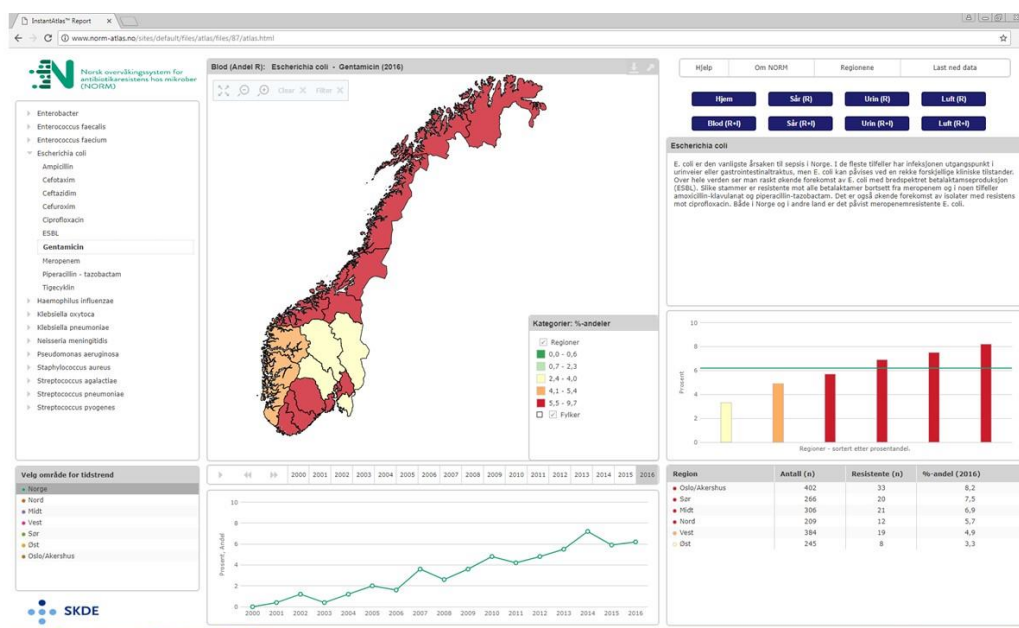 InstantAtlas™ Report
www.norm-atlas.no/sites/default/files/atlas/files/87/atlas.html
N
Norsk overvåkingssystem for
antibiotikaresistens hos mikrober
(NORM)
Enterobacter
Enterococcus faecalis
Enterococcus faecium
Escherichia coli
Ampicillin
Cefotaxim
Ceftazidim
Cefuroxim
Ciprofloxacin
ESBL
Gentamicin
Meropenem
Piperacillin - tazobactam
Tigecyklin
Haemophilus influenzae
Klebsiella oxytoca
Klebsiella pneumoniae
Neisseria meningitidis
Pseudomonas aeruginosa
Staphylococcus aureus
Streptococcus agalactiae
Streptococcus pneumoniae
Streptococcus pyogenes
Blod (Andel R): Escherichia coli - Gentamicin (2016)
Clear Filter
Kategorier: %-andeler
Regioner
0,0 - 0,6
0,7 - 2,3
2,4 - 4,0
4,1 - 5,4
5,5 - 9,7
Fylker
Hjelp Om NORM Regionene Last ned data
Hjem Sår (R) Urin (R) Luft (R)
Blod (R+I) Sår (R+I) Urin (R+I) Luft (R+I)
Escherichia coli
E. coli er den vanligste årsaken til sepsis i Norge. I de fleste tilfeller har infeksjonen utgangspunkt i
urinveier eller gastrointestinaltraktus, men E. coli kan påvises ved en rekke forskjellige kliniske tilstander.
Over hele verden ser man raskt økende forekomst av E. coli med bredspektret betalaktamaseproduksjon
(ESBL). Slike stammer er resistente mot alle betalaktamer bortsett fra meropenem og i noen tilfeller
amoxicillin-klavulanat og piperacillin-tazobactam. Det er også økende forekomst av isolater med resistens
mot ciprofloxacin. Både i Norge og i andre land er det påvist meropenemresistente E. coli.
10
8
6
4
2
0
Prosent
Regioner - sortert etter prosentandel.
Velg område for tidstrend
Norge
Nord
Midt
Vest
Sør
Øst
Oslo/Akershus
SKDE
2000 2001 2002 2003 2004 2005 2006 2007 2008 2009 2010 2011 2012 2013 2014 2015 2016
10
8
6
4
2
0
Prosent, Andel
2000 2001 2002 2003 2004 2005 2006 2007 2008 2009 2010 2011 2012 2013 2014 2015 2016
Region Antall (n) Resistente (n) %-andel (2016)
Oslo/Akershus 402 33 8,2
Sør 266 20 7,5
Midt 306 21 6,9
Nord 209 12 5,7
Vest 384 19 4,9
Øst 245 8 3,3